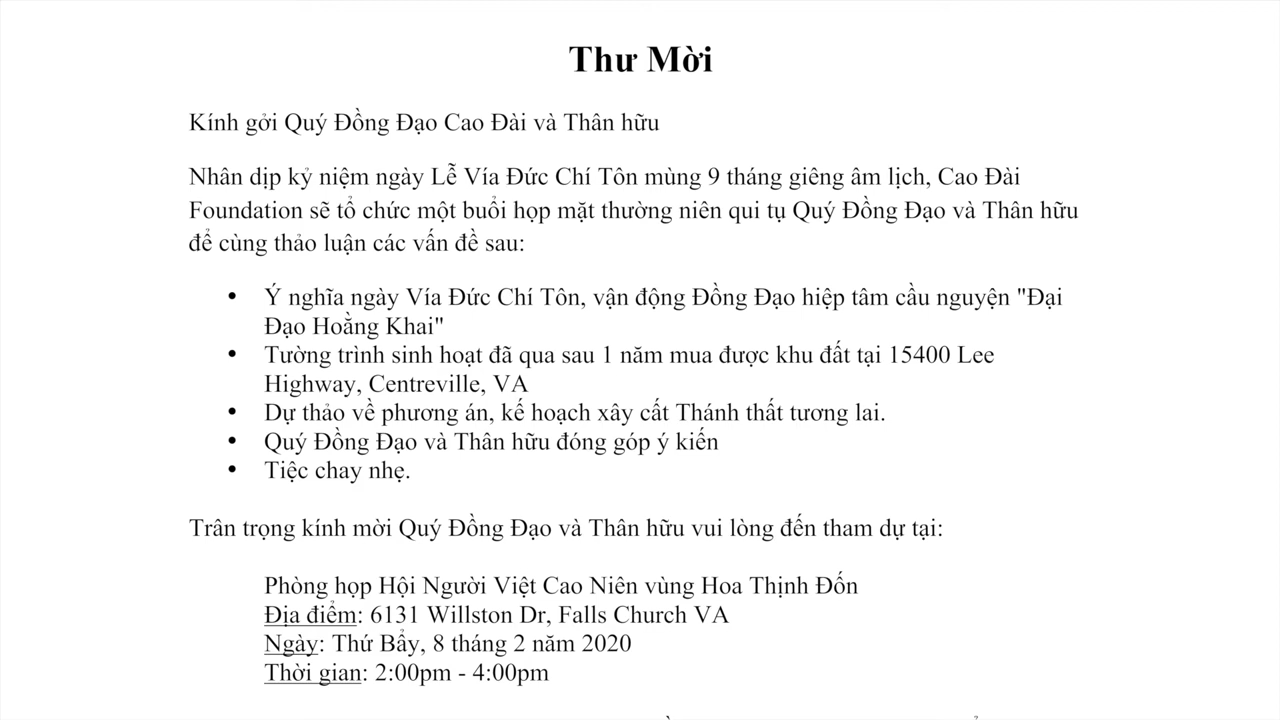 Thư Mời
Kính gởi Quý Đồng Đạo Cao Đài và Thân hữu
Nhân dịp kỷ niệm ngày Lễ Vía Đức Chí Tôn mùng 9 tháng giêng âm lịch, Cao Đài
Foundation sẽ tổ chức một buổi họp mặt thường niên qui tụ Quý Đồng Đạo và Thân hữu
để cùng thảo luận các vấn đề sau:
• Ý nghĩa ngày Vía Đức Chí Tôn, vận động Đồng Đạo hiệp tâm cầu nguyện "Đại
Đạo Hoằng Khai"
• Tường trình sinh hoạt đã qua sau 1 năm mua được khu đất tại 15400 Lee
Highway, Centreville, VA
• Dự thảo về phương án, kế hoạch xây cất Thánh thất tương lai.
• Quý Đồng Đạo và Thân hữu đóng góp ý kiến
• Tiệc chay nhẹ.
Trân trọng kính mời Quý Đồng Đạo và Thân hữu vui lòng đến tham dự tại:
Phòng họp Hội Người Việt Cao Niên vùng Hoa Thịnh Đốn
Địa điểm: 6131 Willston Dr, Falls Church VA
Ngày: Thứ Bẩy, 8 tháng 2 năm 2020
Thời gian: 2:00pm - 4:00pm